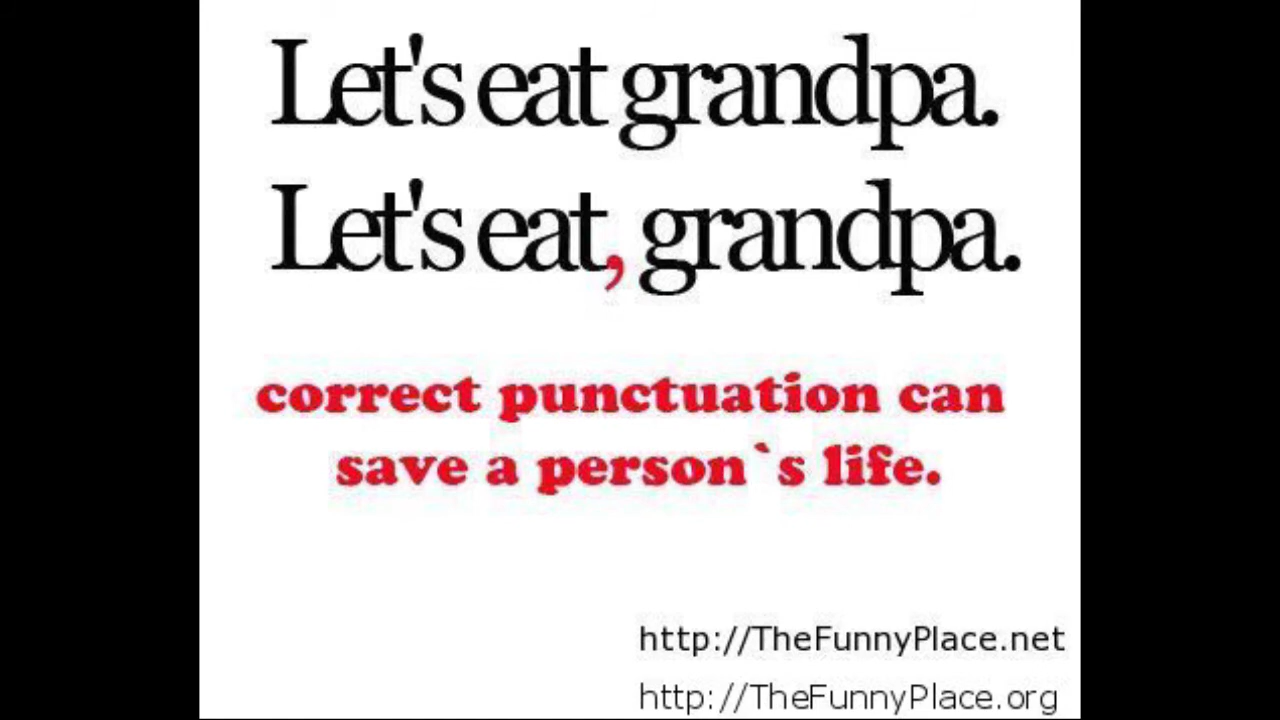 Let's eat grandpa.
Let's eat, grandpa.
correct punctuation can
save a person`s life.
http://TheFunnyPlace.net
http://TheFunnyPlace.org